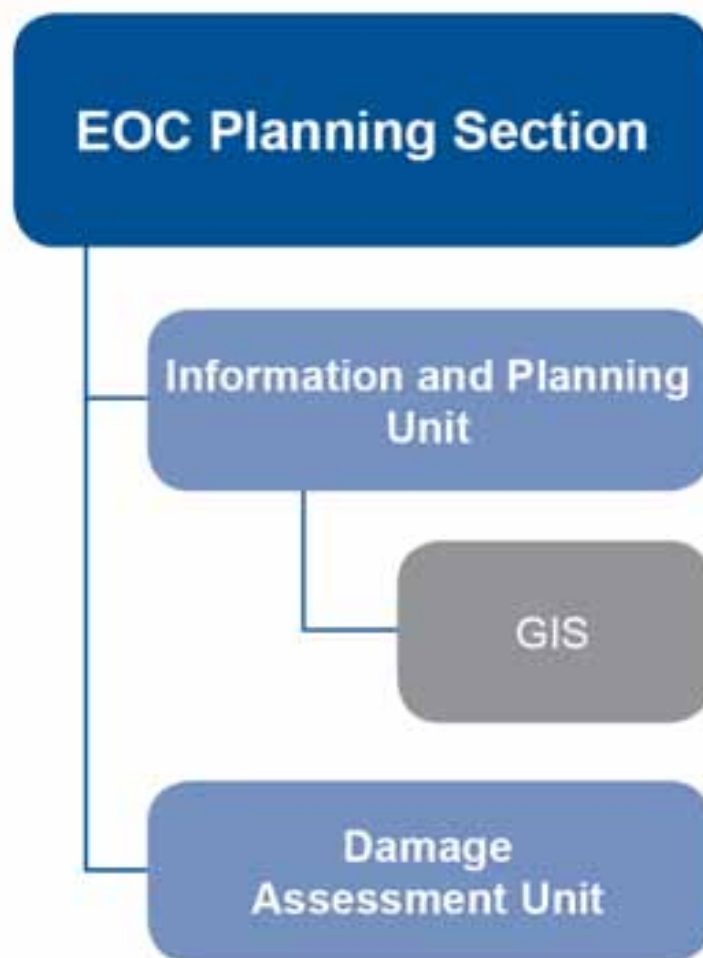 EOC Planning Section
Information and Planning
Unit
GIS
Damage
Assessment Unit